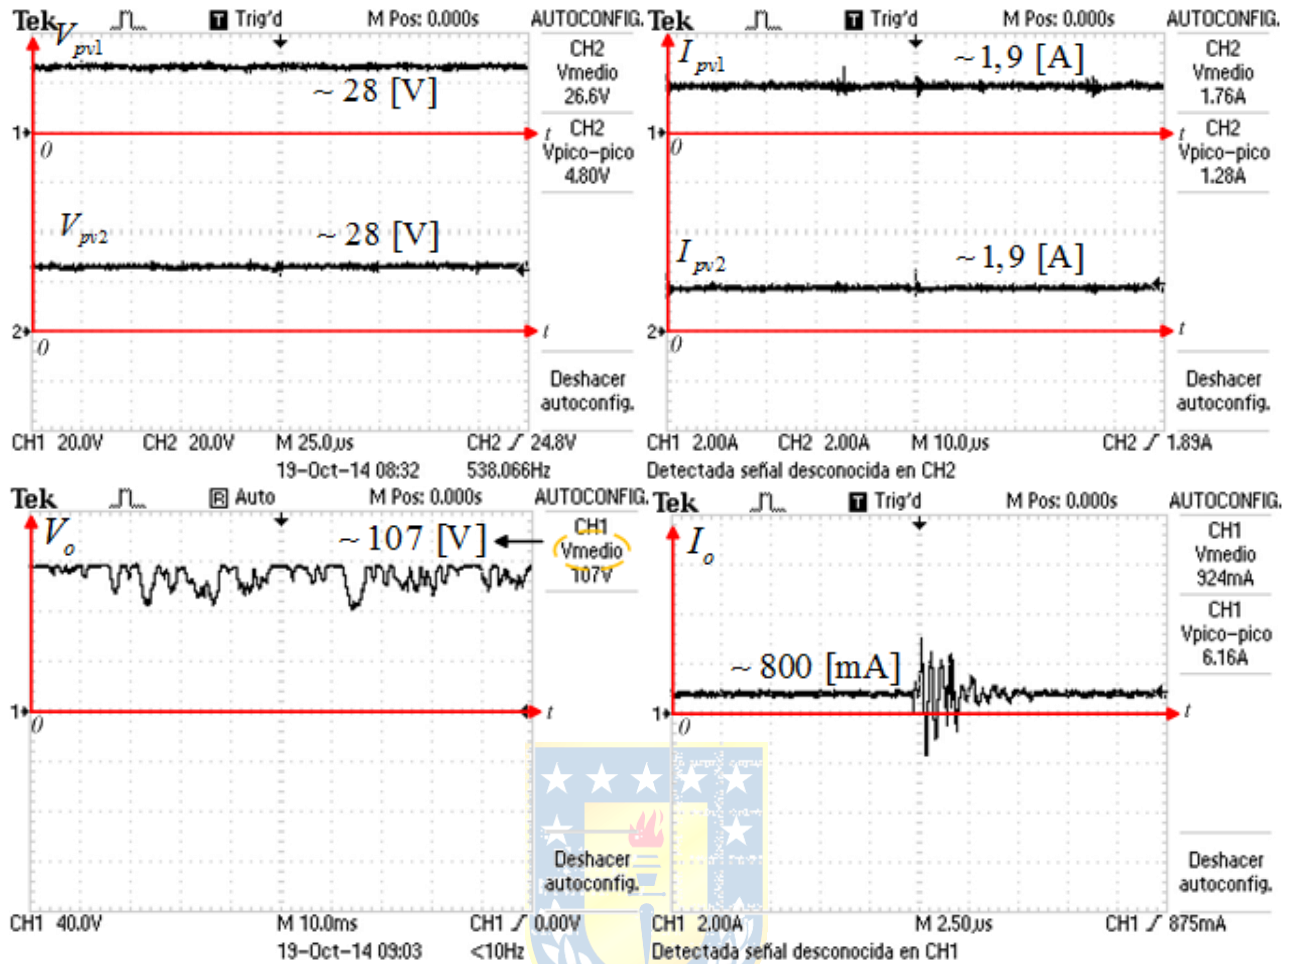 Tek Trig'd M Pos: 0.000s AUTOCONFIG.
V_pv1
~ 28 [V]
CH2
Vmedio
26.6V
1 0 t
CH2
Vpico-pico
4.80V
V_pv2
~ 28 [V]
2 0 t
Deshacer
autoconfig.
CH1 20.0V CH2 20.0V M 25.0µs CH2 / 24.8V
19-Oct-14 08:32 538.066Hz
Tek Trig'd M Pos: 0.000s AUTOCONFIG.
I_pv1
~ 1,9 [A]
CH2
Vmedio
1.76A
1 0 t
CH2
Vpico-pico
1.28A
I_pv2
~ 1,9 [A]
2 0 t
Deshacer
autoconfig.
CH1 2.00A CH2 2.00A M 10.0µs CH2 / 1.89A
Detectada señal desconocida en CH2
Tek Auto M Pos: 0.000s AUTOCONFIG.
V_o
~ 107 [V]
CH1
Vmedio
107V
1 0 t
Deshacer
autoconfig.
CH1 40.0V M 10.0ms CH1 / 0.00V
19-Oct-14 09:03 <10Hz
Tek Trig'd M Pos: 0.000s AUTOCONFIG.
I_o
CH1
Vmedio
924mA
CH1
Vpico-pico
6.16A
~ 800 [mA]
1 0 t
Deshacer
autoconfig.
CH1 2.00A M 2.50µs CH1 / 875mA
Detectada señal desconocida en CH1